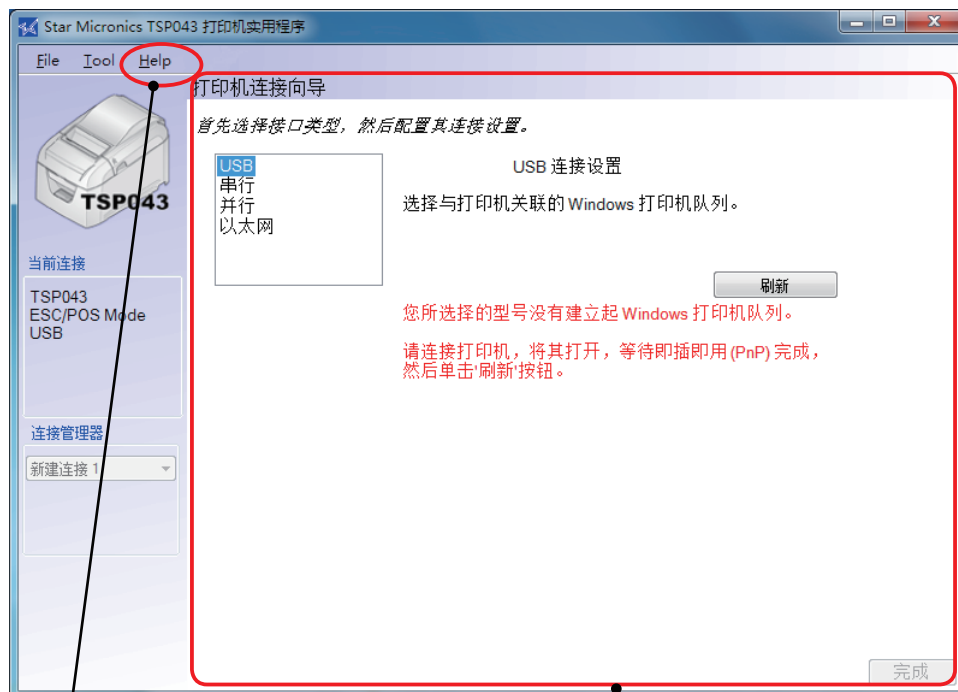 Star Micronics TSP043 打印机实用程序
File Tool Help
打印机连接向导
首先选择接口类型，然后配置其连接设置。
TSP043
当前连接
TSP043
ESC/POS Mode
USB
连接管理器
新建连接 1
USB
串行
并行
以太网
USB 连接设置
选择与打印机关联的 Windows 打印机队列。
刷新
您所选择的型号没有建立起 Windows 打印机队列。
请连接打印机，将其打开，等待即插即用 (PnP) 完成，
然后单击'刷新'按钮。
完成